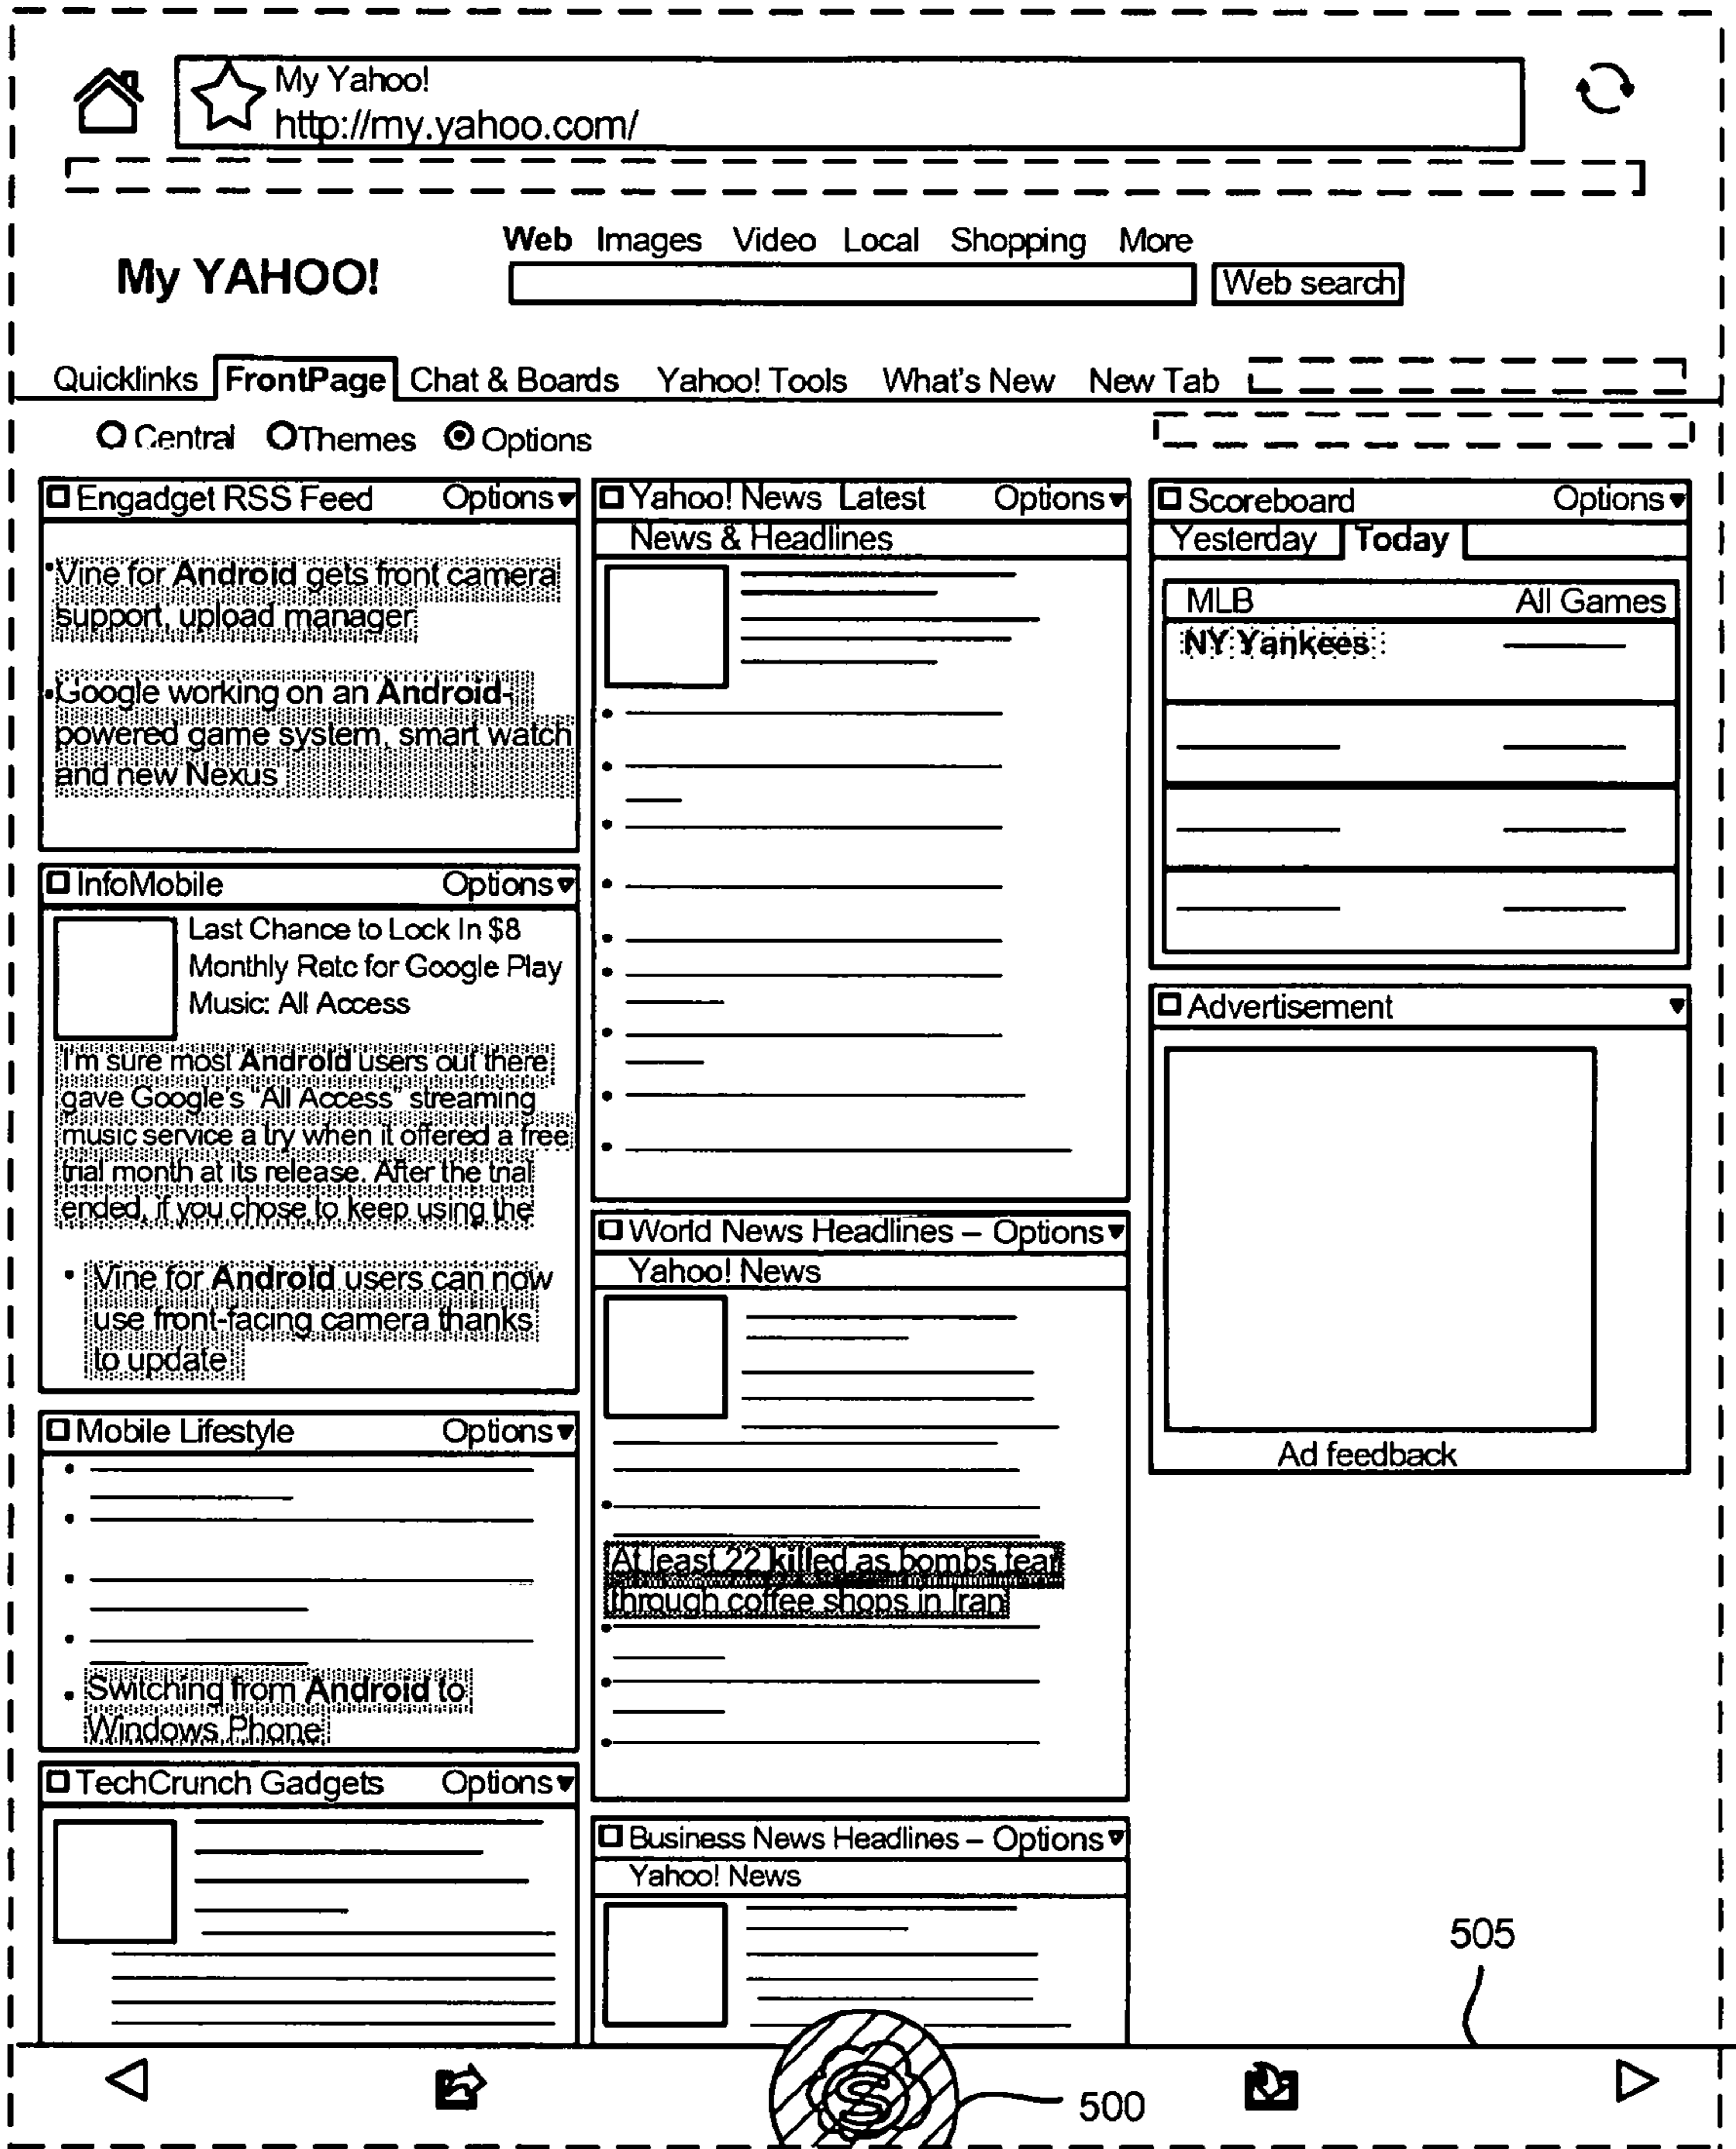 My Yahoo!
http://my.yahoo.com/
Web Images Video Local Shopping More
My YAHOO!
Web search
Quicklinks FrontPage Chat & Boards Yahoo! Tools What's New New Tab
Central Themes Options
Engadget RSS Feed Options
Vine for Android gets front camera
support, upload manager
Google working on an Android-
powered game system, smart watch
and new Nexus
InfoMobile Options
Last Chance to Lock In $8
Monthly Rate for Google Play
Music: All Access
I'm sure most Android users out there
gave Google's "All Access" streaming
music service a try when it offered a free
trial month at its release. After the trial
ended, if you chose to keep using the
Vine for Android users can now
use front-facing camera thanks
to update
Mobile Lifestyle Options
Switching from Android to
Windows Phone
TechCrunch Gadgets Options
Yahoo! News Latest Options
News & Headlines
World News Headlines – Options
Yahoo! News
At least 22 killed as bombs tear
through coffee shops in Iran
Business News Headlines – Options
Yahoo! News
Scoreboard Options
Yesterday Today
MLB All Games
NY Yankees
Advertisement
Ad feedback
505
S
500